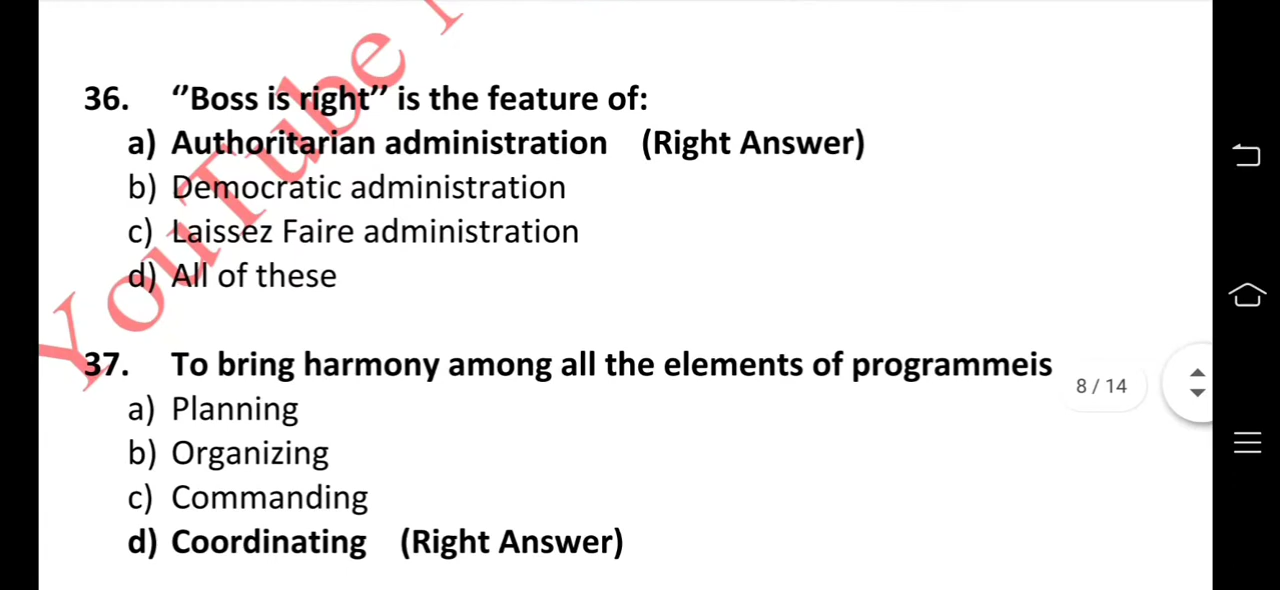 YouTube
36. “Boss is right” is the feature of:
a) Authoritarian administration (Right Answer)
b) Democratic administration
c) Laissez Faire administration
d) All of these
37. To bring harmony among all the elements of programmeis
8 / 14
a) Planning
b) Organizing
c) Commanding
d) Coordinating (Right Answer)